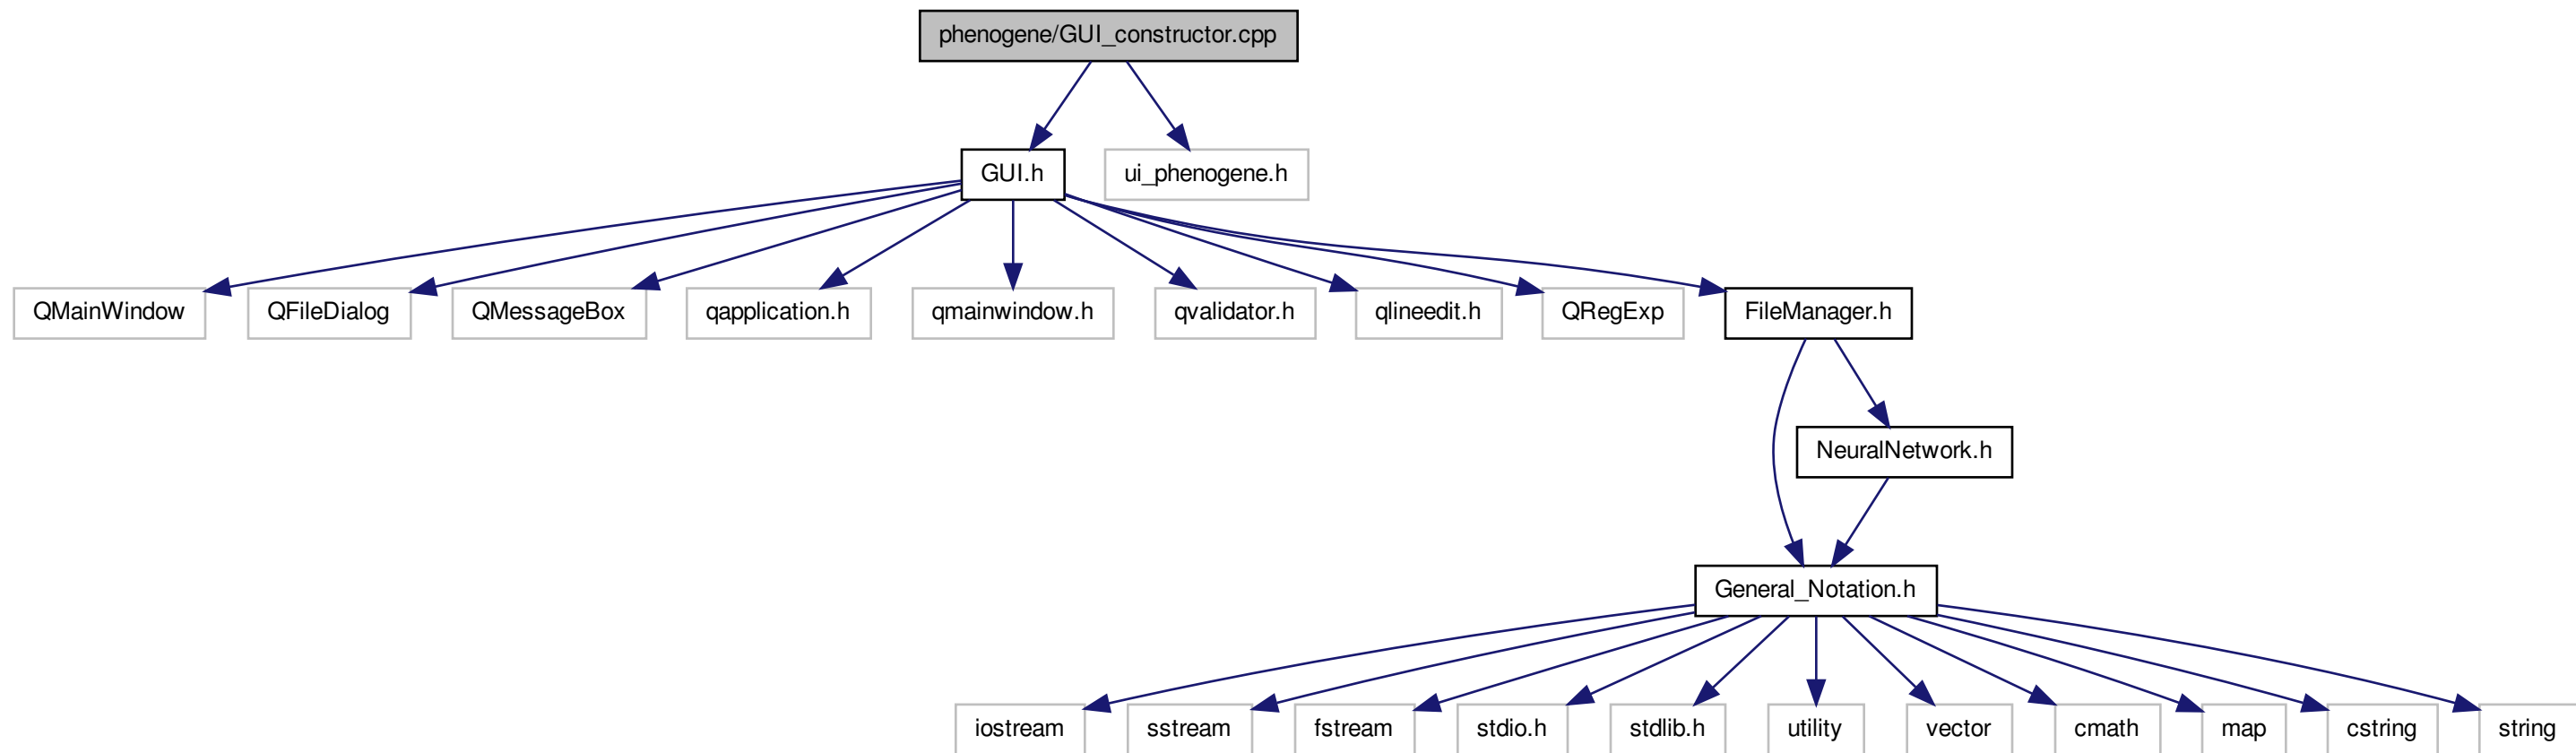 phenogene/GUI_constructor.cpp
GUI.h
ui_phenogene.h
QMainWindow
QFileDialog
QMessageBox
qapplication.h
qmainwindow.h
qvalidator.h
qlineedit.h
QRegExp
FileManager.h
NeuralNetwork.h
General_Notation.h
iostream
sstream
fstream
stdio.h
stdlib.h
utility
vector
cmath
map
cstring
string